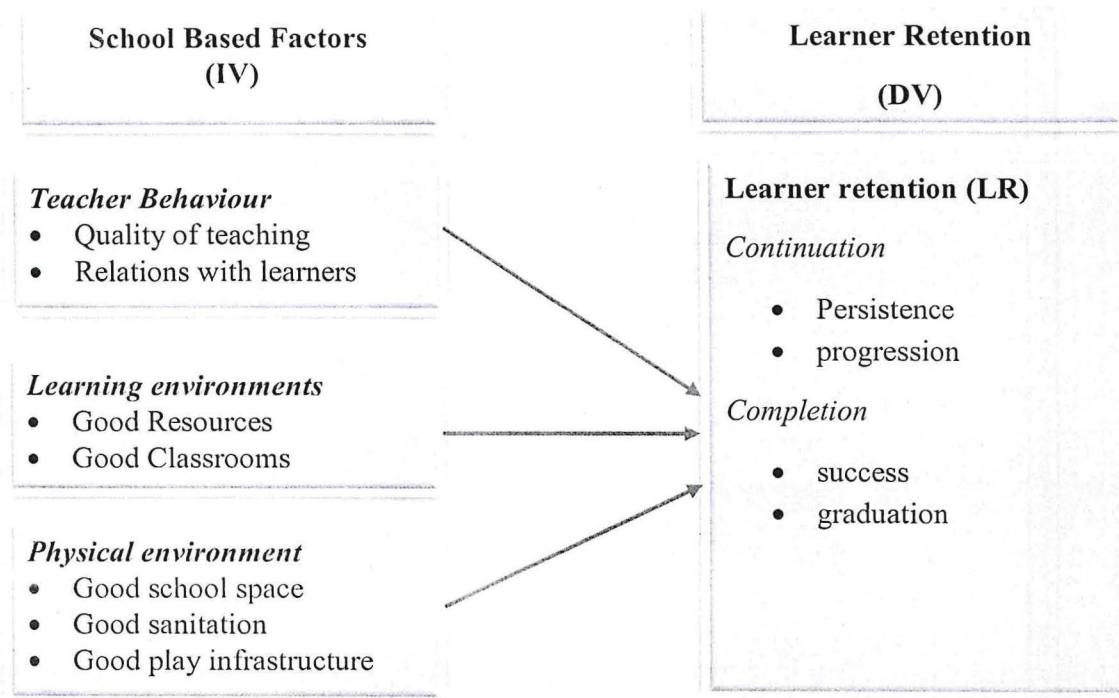 School Based Factors
(IV)
Learner Retention
(DV)
Teacher Behaviour
• Quality of teaching
• Relations with learners
Learning environments
• Good Resources
• Good Classrooms
Physical environment
• Good school space
• Good sanitation
• Good play infrastructure
Learner retention (LR)
Continuation
• Persistence
• progression
Completion
• success
• graduation